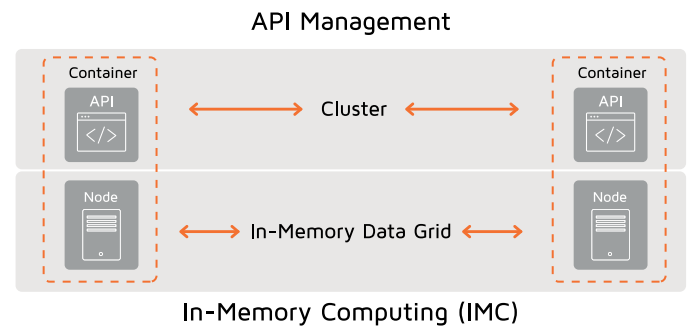 API Management
Container
Container
API
</>
Cluster
API
</>
Node
Node
In-Memory Data Grid
In-Memory Computing (IMC)